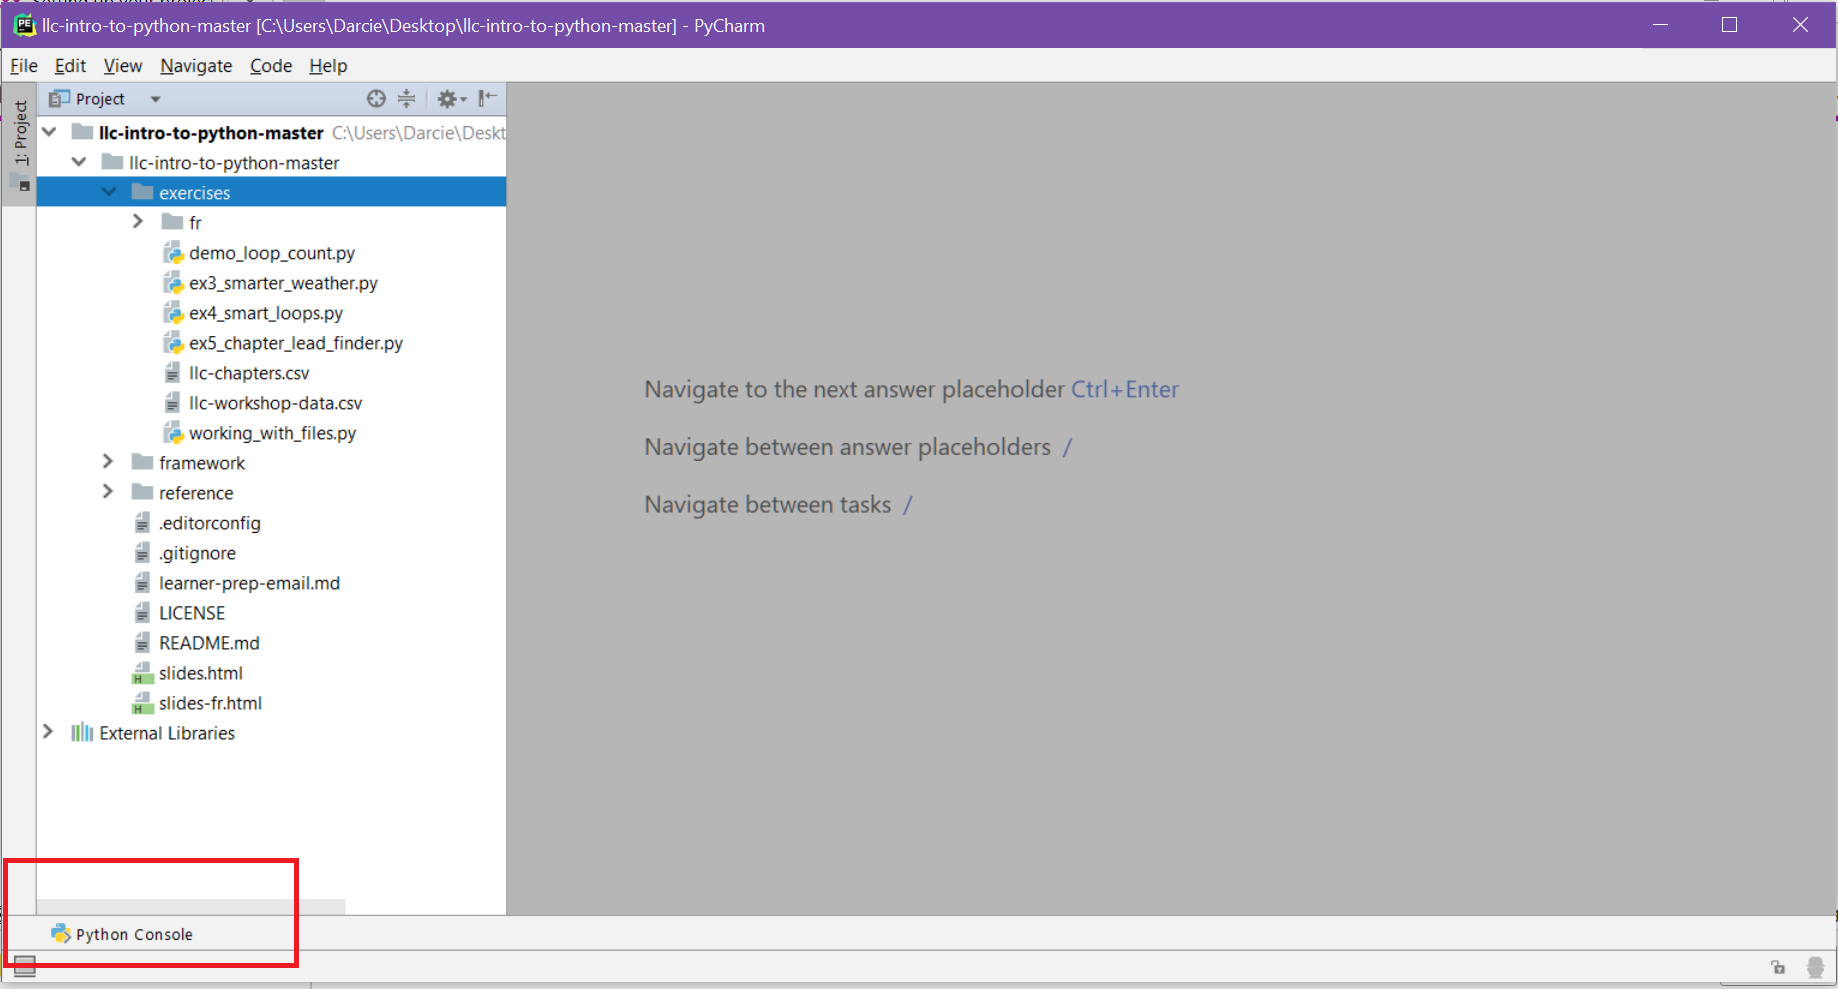 llc-intro-to-python-master [C:\Users\Darcie\Desktop\llc-intro-to-python-master] - PyCharm
File Edit View Navigate Code Help
1: Project
Project
llc-intro-to-python-master C:\Users\Darcie\Deskt
llc-intro-to-python-master
exercises
fr
demo_loop_count.py
ex3_smarter_weather.py
ex4_smart_loops.py
ex5_chapter_lead_finder.py
llc-chapters.csv
llc-workshop-data.csv
working_with_files.py
framework
reference
.editorconfig
.gitignore
learner-prep-email.md
LICENSE
README.md
slides.html
slides-fr.html
External Libraries
Navigate to the next answer placeholder Ctrl+Enter
Navigate between answer placeholders /
Navigate between tasks /
Python Console